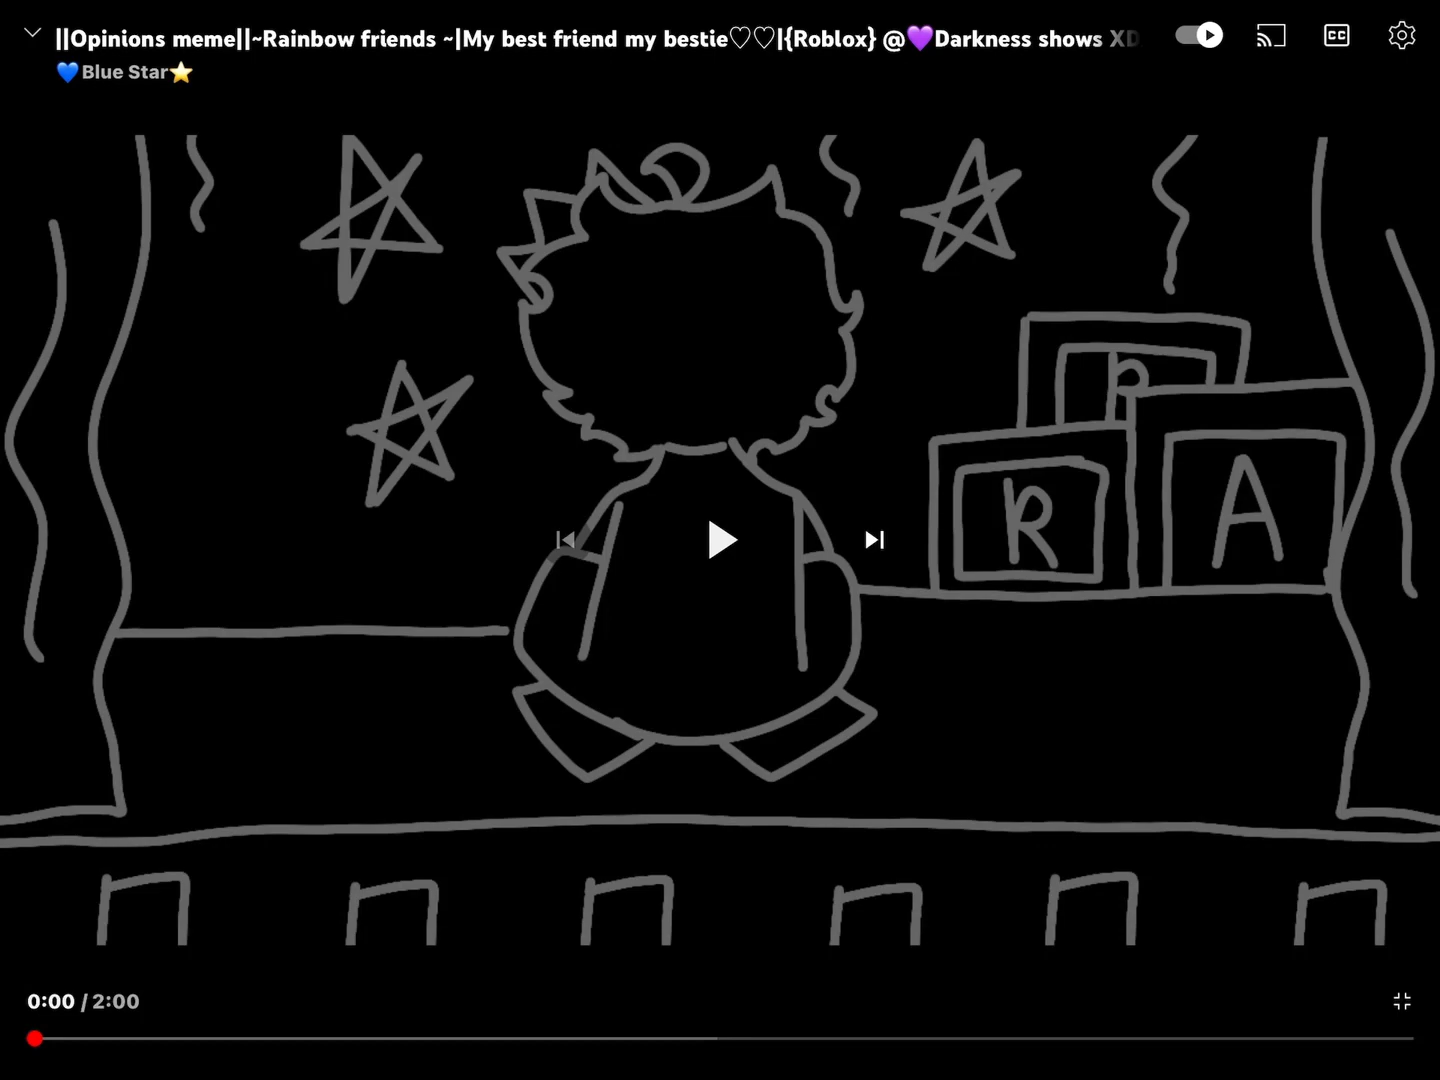 ||Opinions meme||~Rainbow friends ~|My best friend my bestie♡♡|{Roblox} @💜Darkness shows XD
💙Blue Star⭐
CC
P
R A
0:00 / 2:00